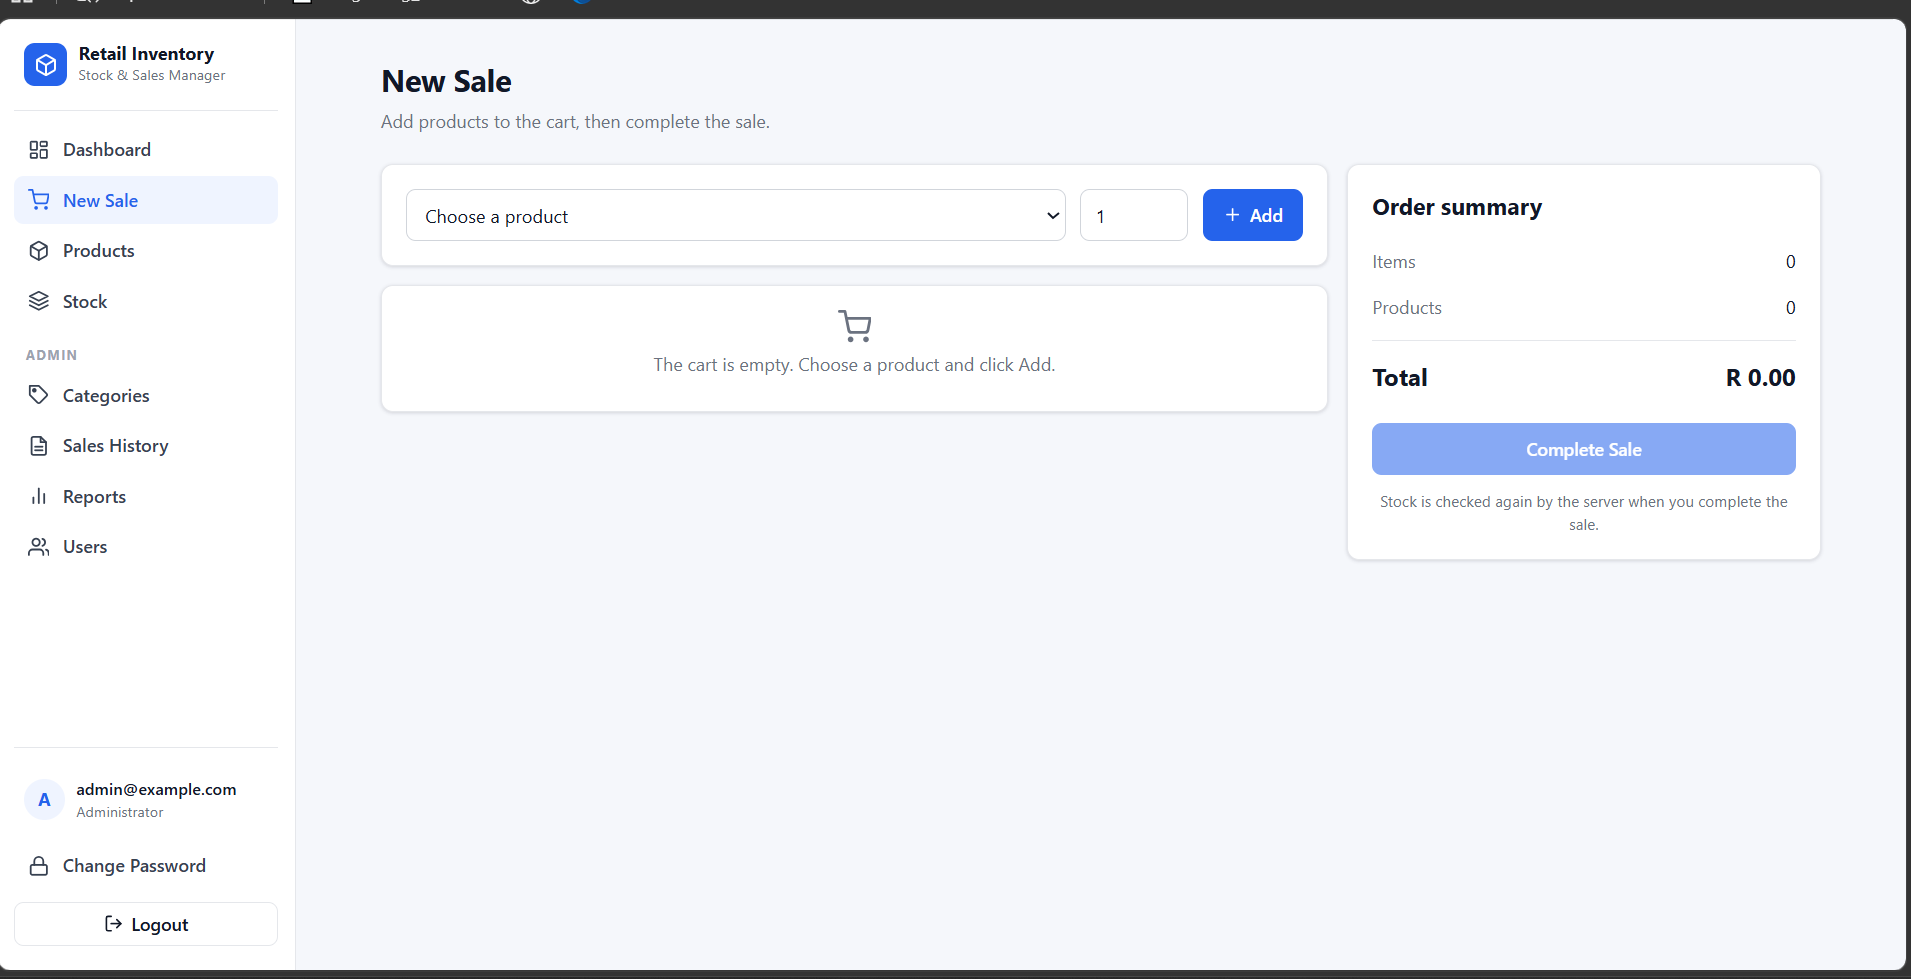 Retail Inventory
Stock & Sales Manager
Dashboard
New Sale
Products
Stock
ADMIN
Categories
Sales History
Reports
Users
A
admin@example.com
Administrator
Change Password
Logout
New Sale
Add products to the cart, then complete the sale.
Choose a product
1
+ Add
The cart is empty. Choose a product and click Add.
Order summary
Items 0
Products 0
Total R 0.00
Complete Sale
Stock is checked again by the server when you complete the
sale.